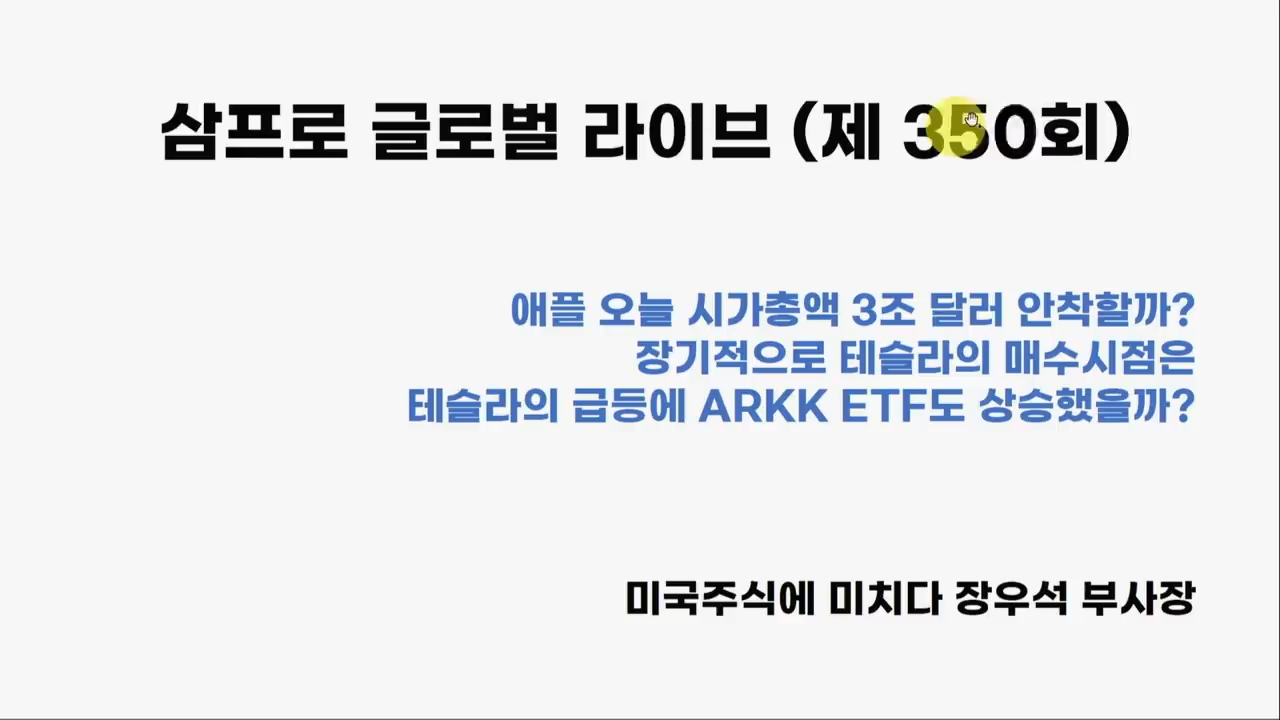 삼프로 글로벌 라이브 (제 350회)
애플 오늘 시가총액 3조 달러 안착할까?
장기적으로 테슬라의 매수시점은
테슬라의 급등에 ARKK ETF도 상승했을까?
미국주식에 미치다 장우석 부사장